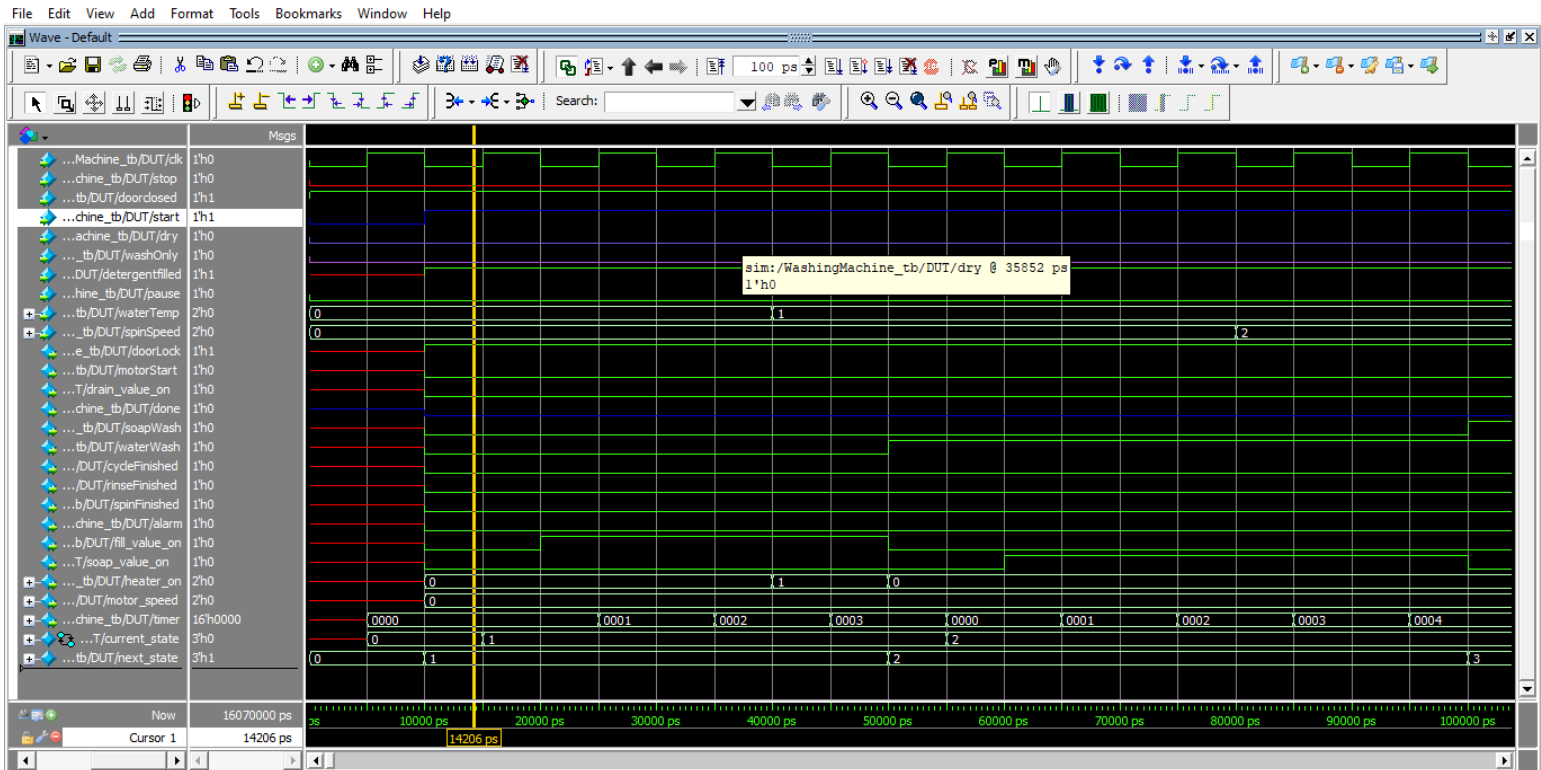 File Edit View Add Format Tools Bookmarks Window Help
Wave - Default
100 ps
Search:
Msgs
...Machine_tb/DUT/clk 1'h0
...chine_tb/DUT/stop 1'h0
...tb/DUT/doorclosed 1'h1
...chine_tb/DUT/start 1'h1
...achine_tb/DUT/dry 1'h0
..._tb/DUT/washOnly 1'h0
...DUT/detergentfilled 1'h1
...hine_tb/DUT/pause 1'h0
...tb/DUT/waterTemp 2'h0 0 1
..._tb/DUT/spinSpeed 2'h0 0 2
...e_tb/DUT/doorLock 1'h1
...tb/DUT/motorStart 1'h0
...T/drain_value_on 1'h0
...chine_tb/DUT/done 1'h0
..._tb/DUT/soapWash 1'h0
...tb/DUT/waterWash 1'h0
.../DUT/cycleFinished 1'h0
.../DUT/rinseFinished 1'h0
...b/DUT/spinFinished 1'h0
...chine_tb/DUT/alarm 1'h0
...b/DUT/fill_value_on 1'h0
...T/soap_value_on 1'h0
..._tb/DUT/heater_on 2'h0 0 1 0
.../DUT/motor_speed 2'h0 0
...chine_tb/DUT/timer 16'h0000 0000 0001 0002 0003 0000 0001 0002 0003 0004
...T/current_state 3'h0 0 1 2
...tb/DUT/next_state 3'h1 0 1 2 3
sim:/WashingMachine_tb/DUT/dry @ 35852 ps
1'h0
Now 16070000 ps ps 10000 ps 20000 ps 30000 ps 40000 ps 50000 ps 60000 ps 70000 ps 80000 ps 90000 ps 100000 ps
Cursor 1 14206 ps 14206 ps